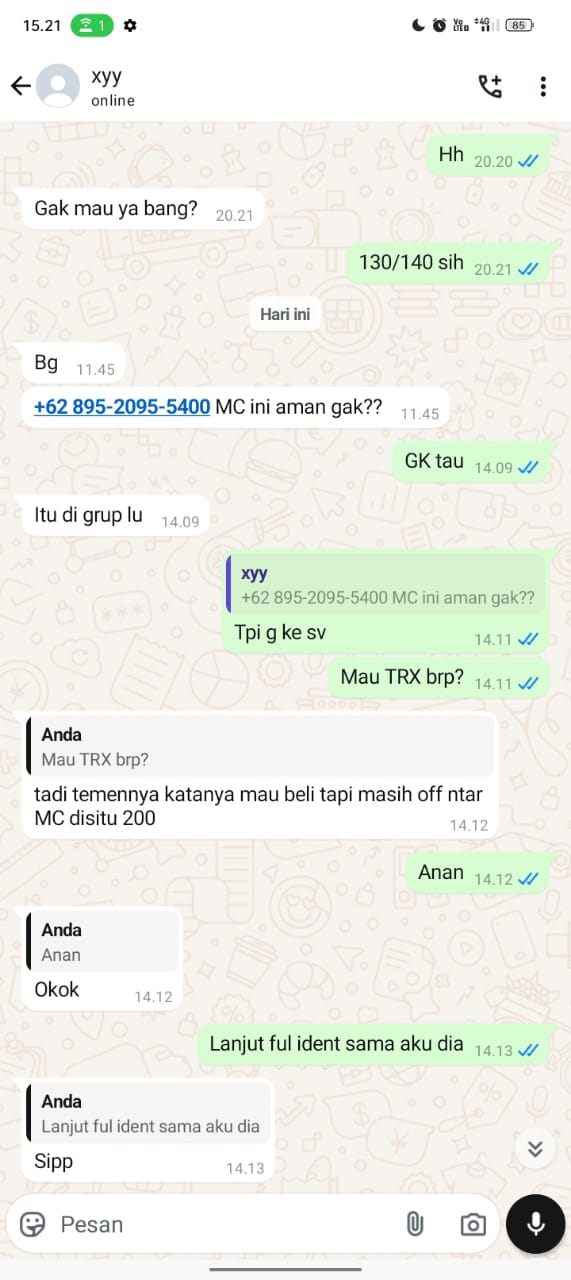 15.21
1
Vo
LTE
4G
85
xyy
online
Hh 20.20
Gak mau ya bang? 20.21
130/140 sih 20.21
Hari ini
Bg 11.45
+62 895-2095-5400 MC ini aman gak?? 11.45
GK tau 14.09
Itu di grup lu 14.09
xyy
+62 895-2095-5400 MC ini aman gak??
Tpi g ke sv 14.11
Mau TRX brp? 14.11
Anda
Mau TRX brp?
tadi temennya katanya mau beli tapi masih off ntar
MC disitu 200
14.12
Anan 14.12
Anda
Anan
Okok 14.12
Lanjut ful ident sama aku dia 14.13
Anda
Lanjut ful ident sama aku dia
Sipp 14.13
Pesan